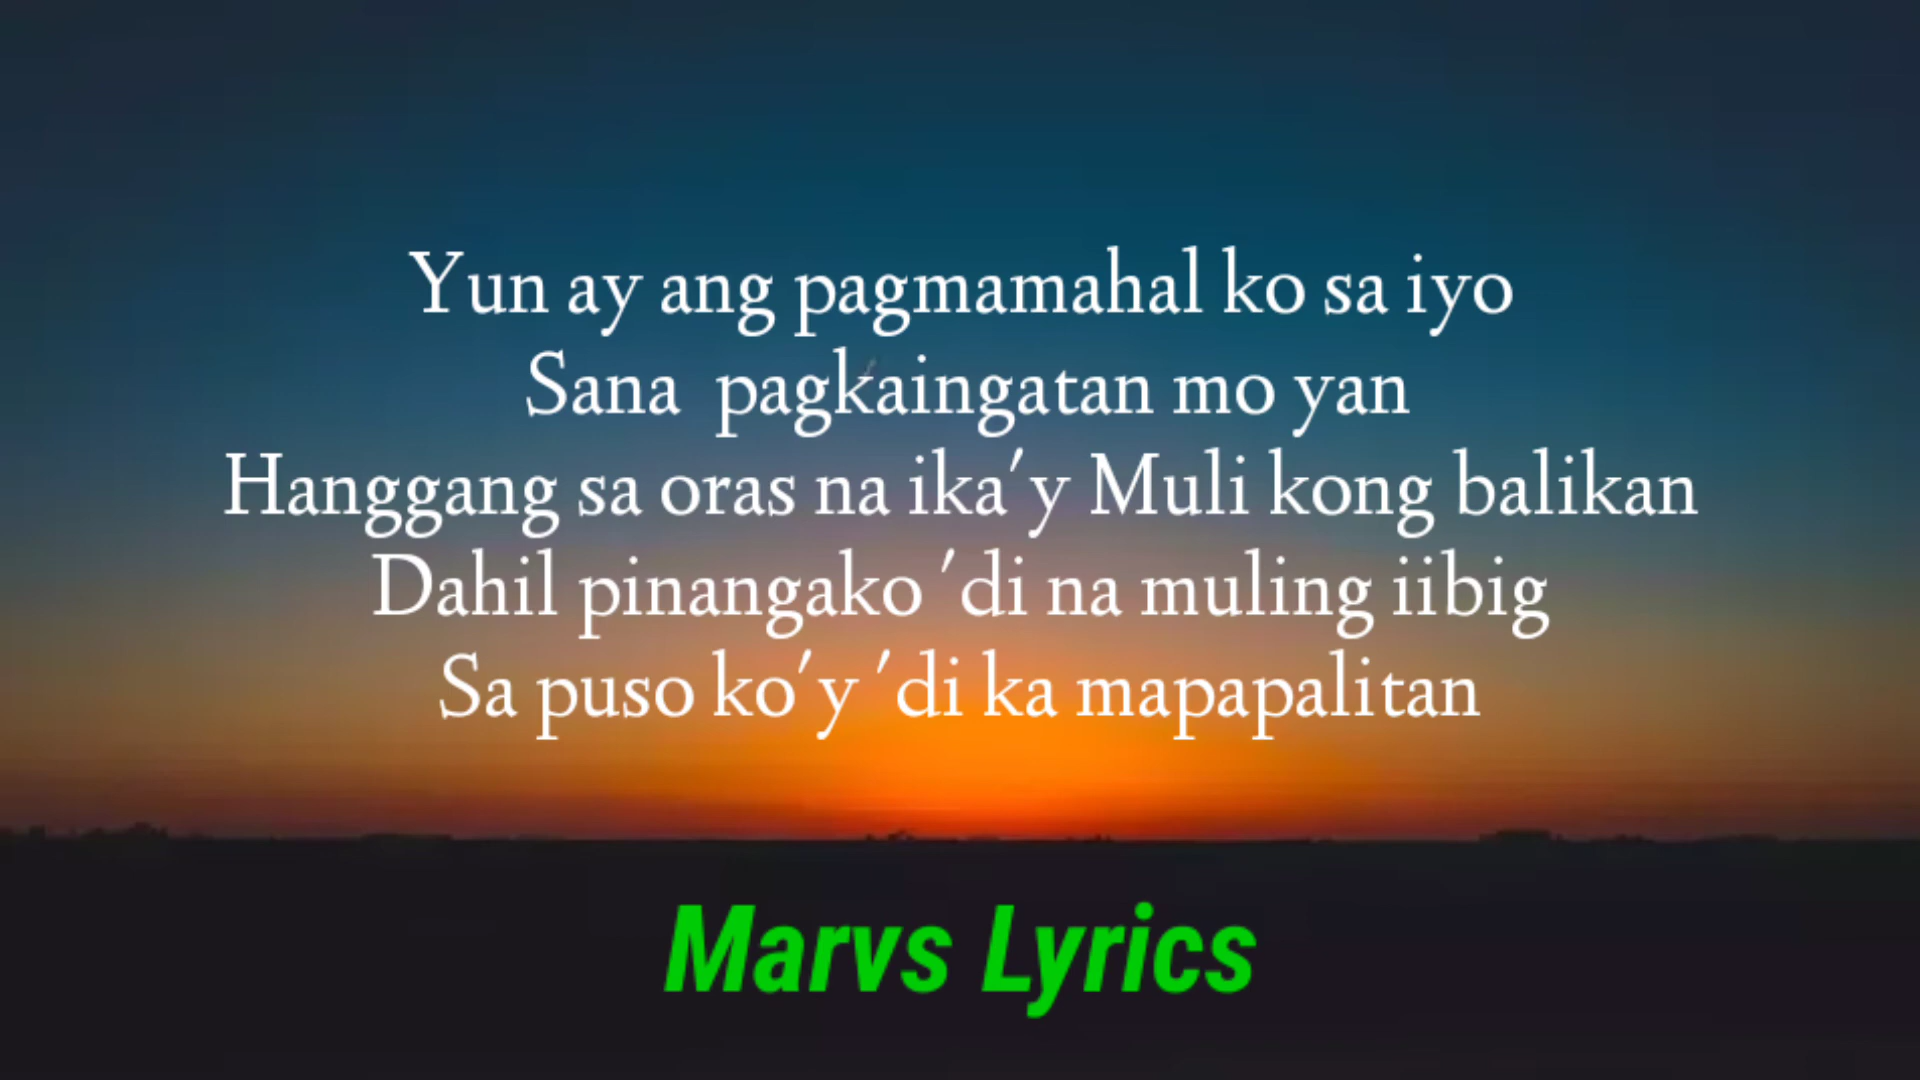 Yun ay ang pagmamahal ko sa iyo
Sana pagkaingatan mo yan
Hanggang sa oras na ika'y Muli kong balikan
Dahil pinangako 'di na muling iibig
Sa puso ko'y 'di ka mapapalitan
Marvs Lyrics